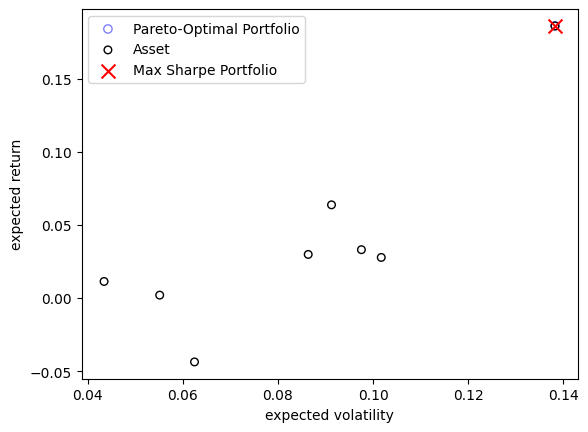 Pareto-Optimal Portfolio
Asset
Max Sharpe Portfolio
0.15
0.10
0.05
0.00
−0.05
expected return
0.04
0.06
0.08
0.10
0.12
0.14
expected volatility